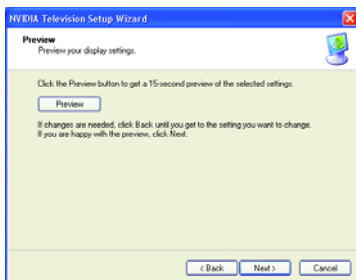 NVIDIA Television Setup Wizard
Preview
Preview your display settings.
Click the Preview button to get a 15-second preview of the selected settings.
Preview
If changes are needed, click Back until you get to the setting you want to change.
If you are happy with the preview, click Next.
< Back
Next >
Cancel